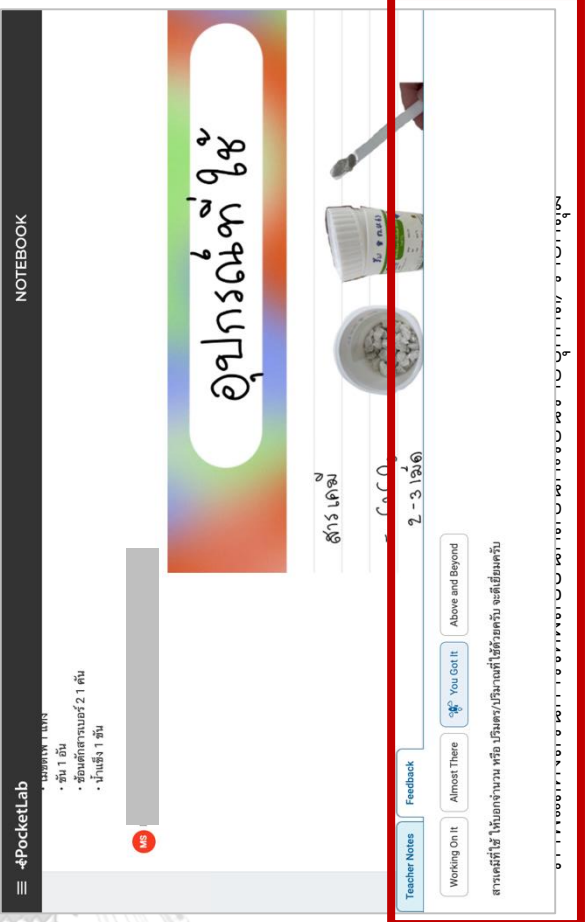 PocketLab
NOTEBOOK
• ขัน 1 อัน
• ช้อนตักสารเบอร์ 2 1 คัน
• น้ำแข็ง 1 ขัน
MS
อุปกรณ์ที่ใช้
สารเคมี
2 - 3 เม็ด
Teacher Notes
Feedback
Working On It
Almost There
You Got It
Above and Beyond
สารเคมีที่ใช้ ให้บอกจำนวน หรือ ปริมตร/ปริมาณที่ใช้ด้วยครับ จะดีเยี่ยมครับ